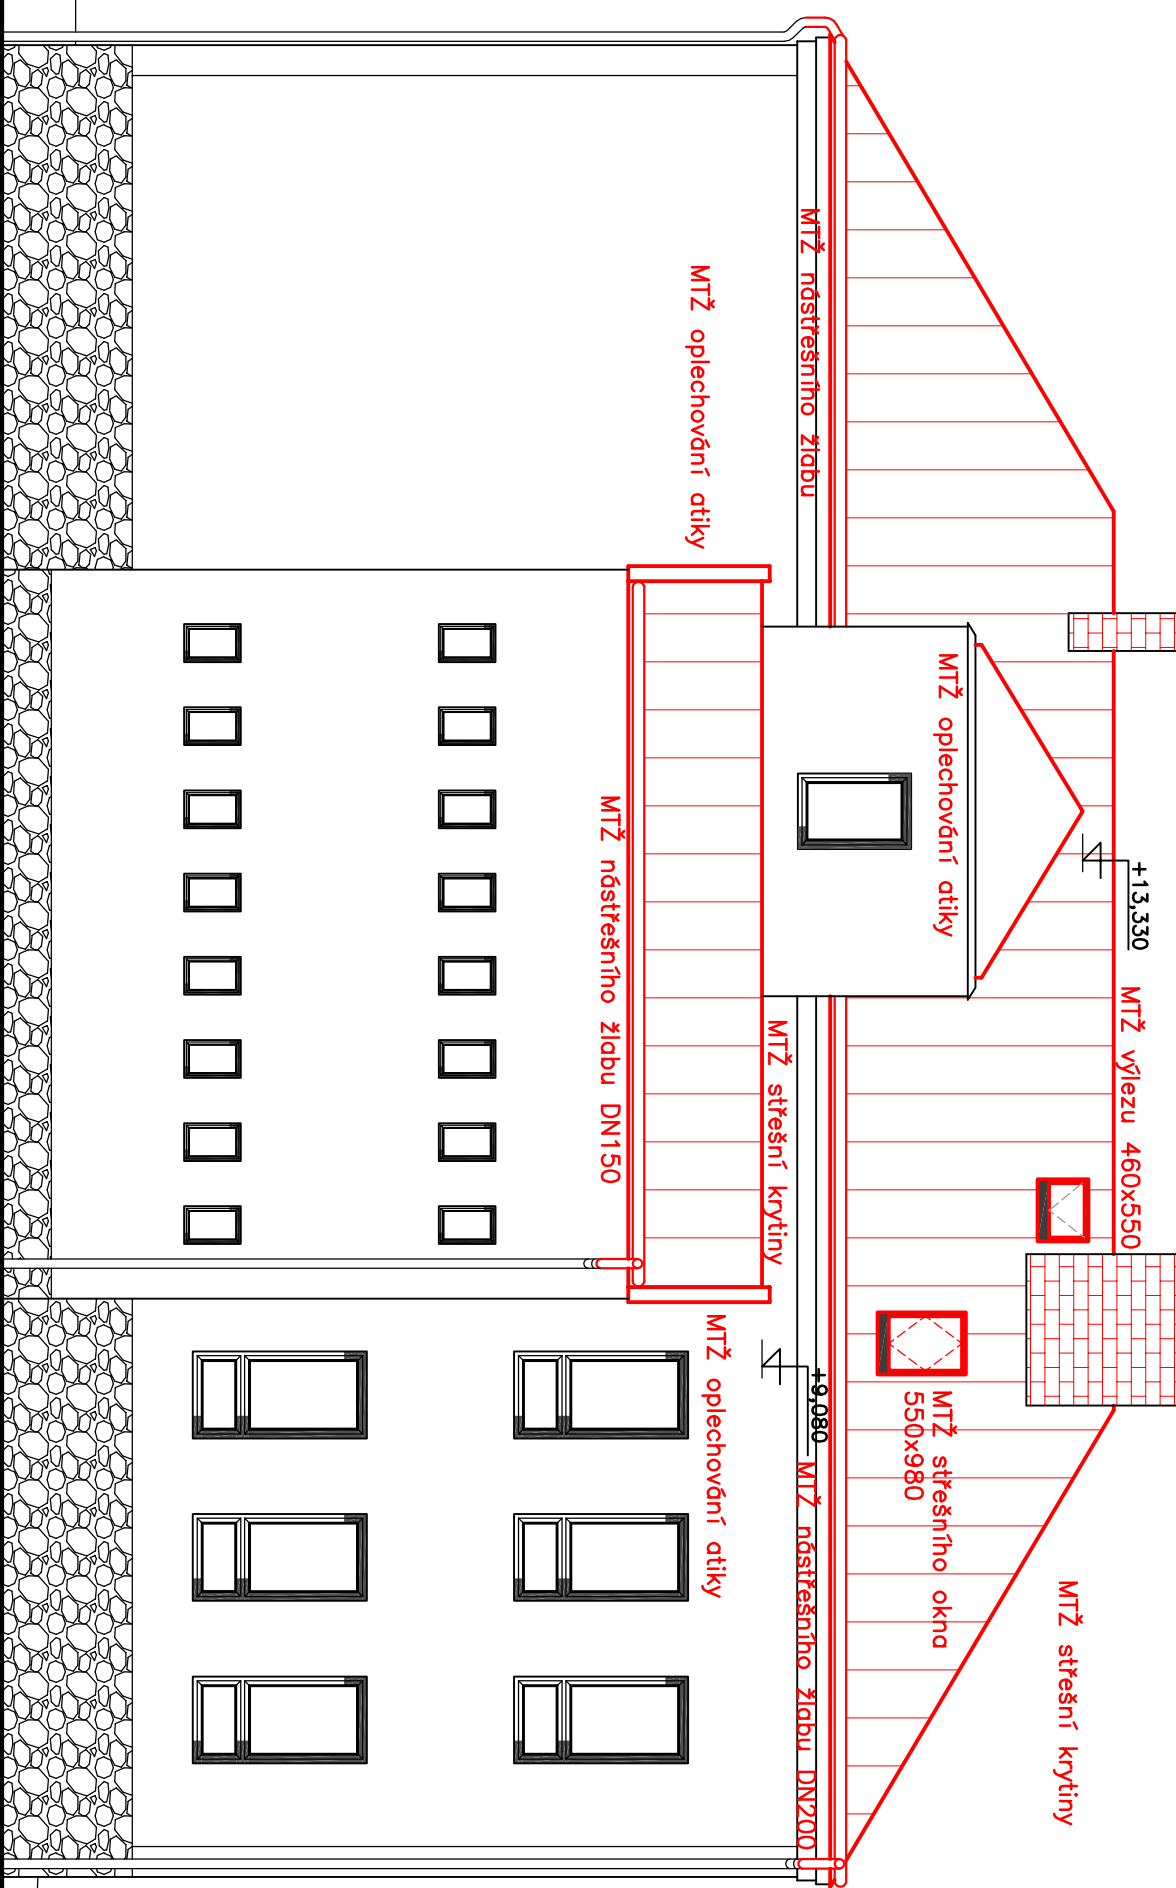 +13,330
MTŽ výlezu 460x550
MTŽ střešní krytiny
MTŽ oplechování atiky
MTŽ střešního okna
550x980
MTŽ nástřešního žlabu
+9,080
MTŽ nástřešního žlabu DN200
MTŽ střešní krytiny
MTŽ oplechování atiky
MTŽ oplechování atiky
MTŽ nástřešního žlabu DN150